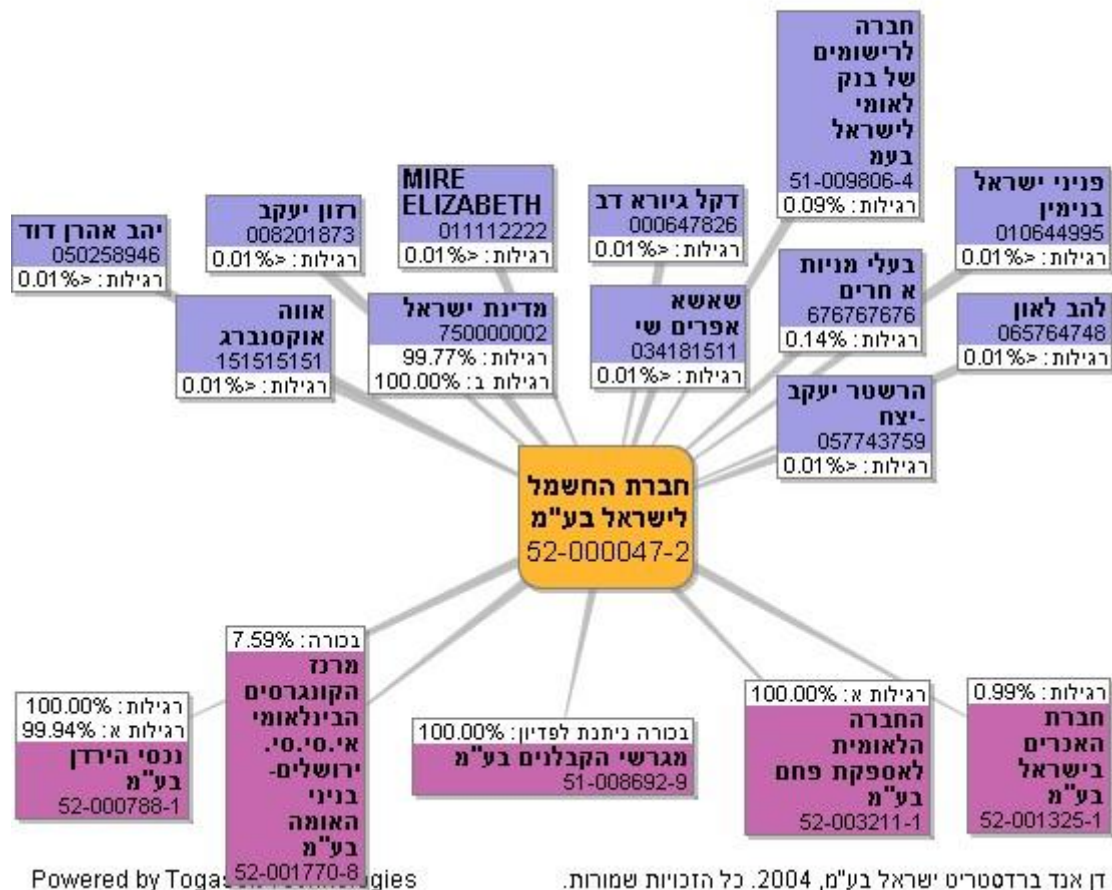 חברה
לרישומים
של בנק
לאומי
לישראל
בעמ
51-009806-4
רגילות: 0.09%
פניני ישראל
בנימין
010644995
רגילות: <0.01%
דקל גיורא דב
000647826
רגילות: <0.01%
MIRE
ELIZABETH
011112222
רגילות: <0.01%
רזון יעקב
008201873
רגילות: <0.01%
יהב אהרן דוד
050258946
רגילות: <0.01%
בעלי מניות
א חרים
676767676
רגילות: 0.14%
להב לאון
065764748
רגילות: <0.01%
שאשא
אפרים שי
034181511
רגילות: <0.01%
מדינת ישראל
750000002
רגילות: 99.77%
רגילות ב: 100.00%
אווה
אוקסנברג
151515151
רגילות: <0.01%
הרשטר יעקב
יצח-
057743759
רגילות: <0.01%
חברת החשמל
לישראל בע"מ
52-000047-2
רגילות: 0.99%
חברת
האכרים
בישראל
בע"מ
52-001325-1
רגילות א: 100.00%
החברה
הלאומית
לאספקת פחם
בע"מ
52-003211-1
בכורה ניתנת לפדיון: 100.00%
מגרשי הקבלנים בע"מ
51-008692-9
בכורה: 7.59%
מרכז
הקונגרסים
הבינלאומי
אי.סי.סי.
ירושלים-
בניני
האומה
בע"מ
52-001770-8
רגילות: 100.00%
רגילות א: 99.94%
נכסי הירדן
בע"מ
52-000788-1
דן אנד ברדסטריט ישראל בע"מ, 2004. כל הזכויות שמורות.
Powered by